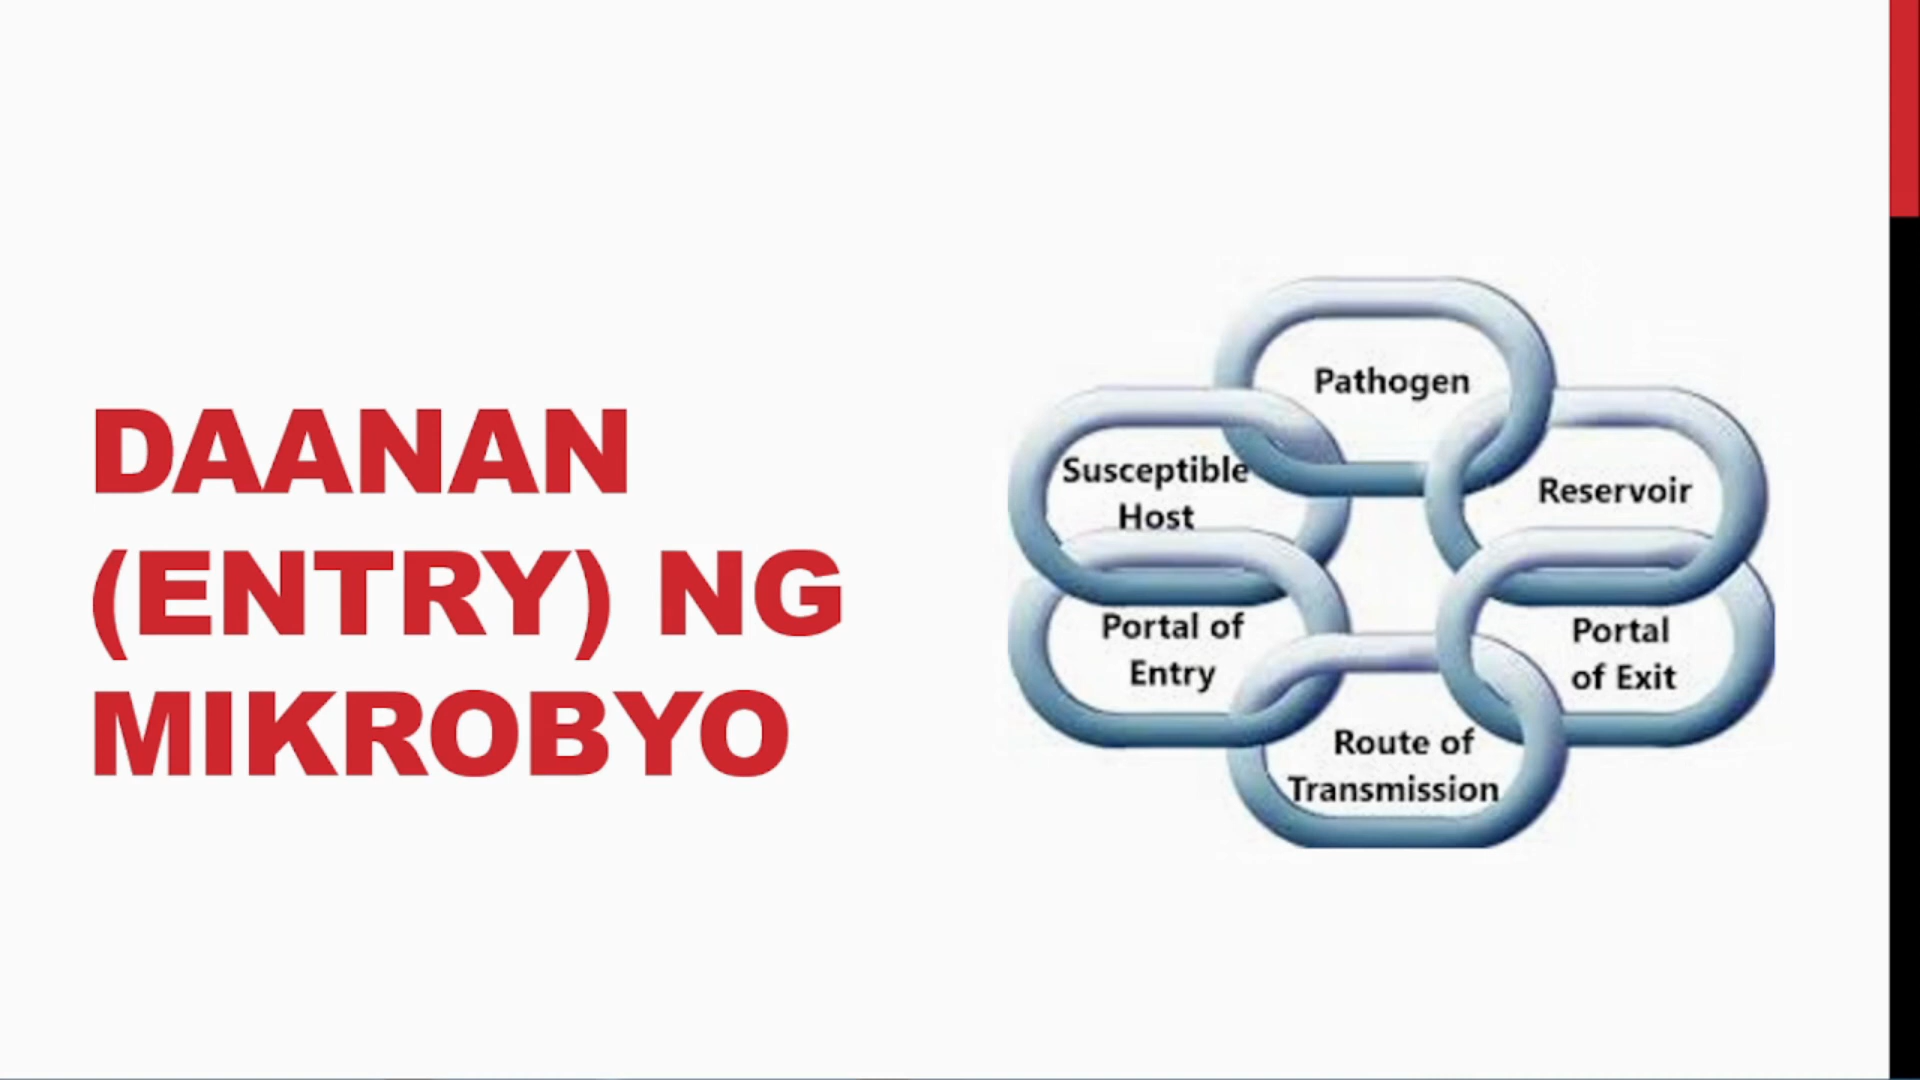 DAANAN
(ENTRY) NG
MIKROBYO
Pathogen
Susceptible
Host
Reservoir
Portal of
Entry
Portal
of Exit
Route of
Transmission